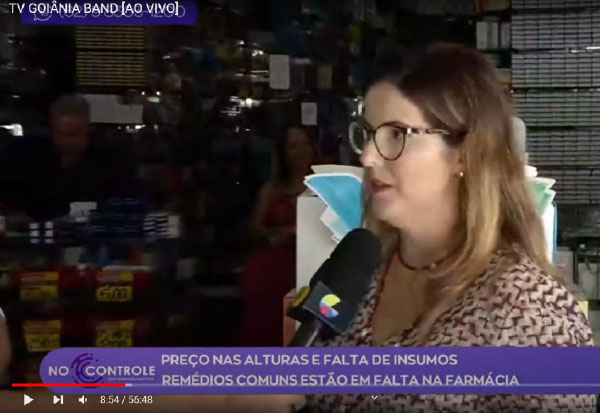 TV GOIÂNIA BAND [AO VIVO]
NO CONTROLE
PREÇO NAS ALTURAS E FALTA DE INSUMOS
REMÉDIOS COMUNS ESTÃO EM FALTA NA FARMÁCIA
8:54 / 56:48